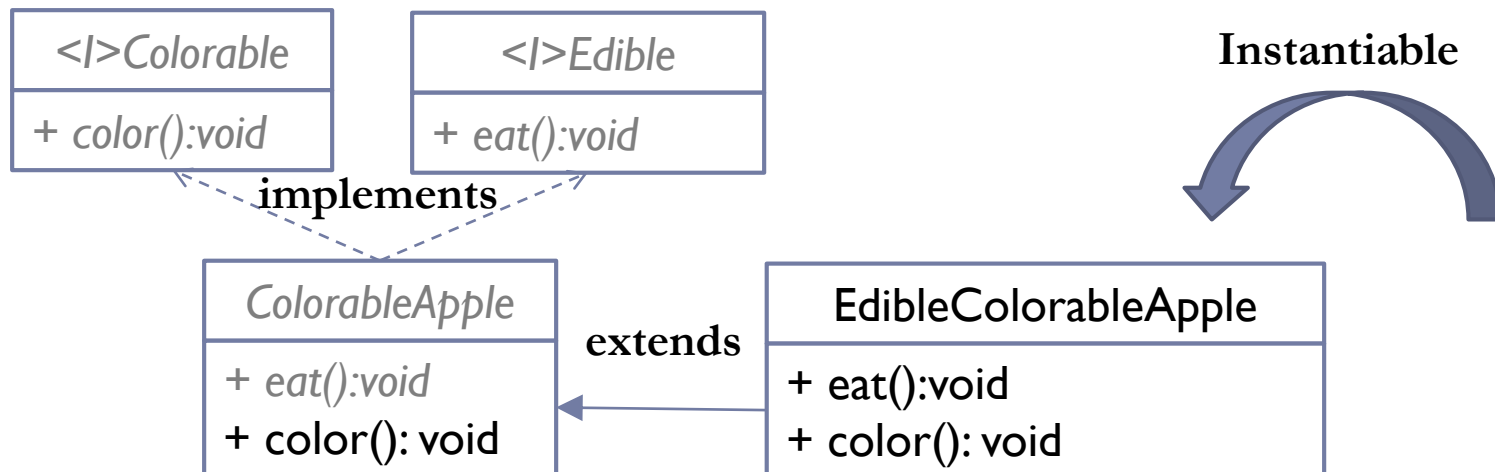 <I>Colorable
+ color():void
<I>Edible
+ eat():void
Instantiable
implements
ColorableApple
+ eat():void
+ color(): void
extends
EdibleColorableApple
+ eat():void
+ color(): void